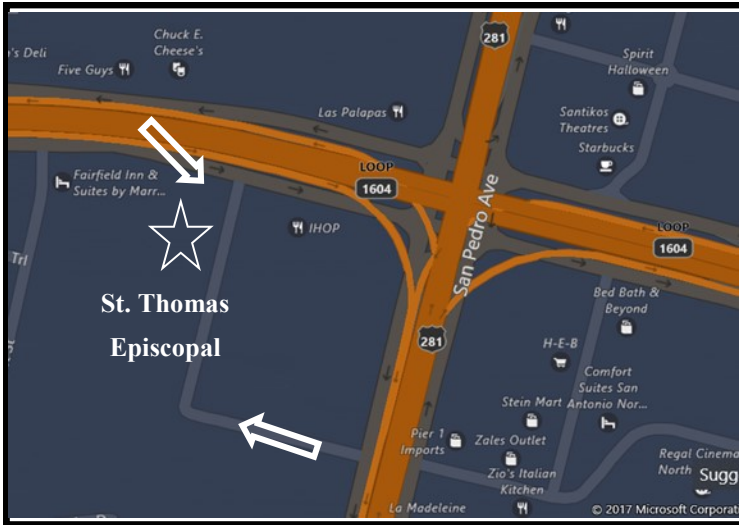 's Deli
Chuck E.
Cheese's
Five Guys
281
Spirit
Halloween
Las Palapas
Santikos
Theatres
Starbucks
LOOP
1604
Fairfield Inn &
Suites by Marr...
IHOP
San Pedro Ave
LOOP
1604
Trl
St. Thomas
Episcopal
Bed Bath &
Beyond
281
H-E-B
Comfort
Suites San
Antonio Nor...
Stein Mart
Pier 1
Imports
Zales Outlet
Regal Cinema
North
Sugg
Zio's Italian
Kitchen
La Madeleine
© 2017 Microsoft Corporati